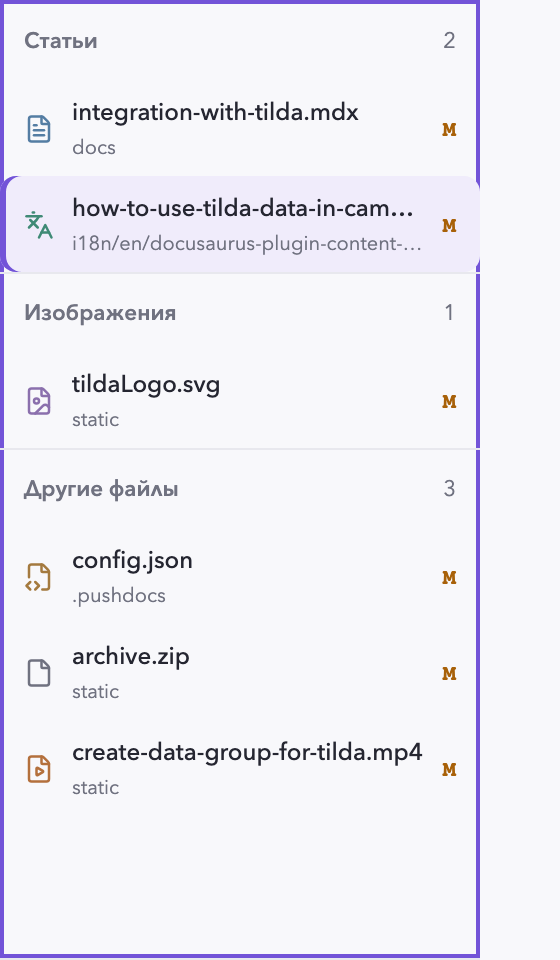 Статьи 2
integration-with-tilda.mdx
docs M
how-to-use-tilda-data-in-cam...
i18n/en/docusaurus-plugin-content-... M
Изображения 1
tildaLogo.svg
static M
Другие файлы 3
config.json
.pushdocs M
archive.zip
static M
create-data-group-for-tilda.mp4
static M